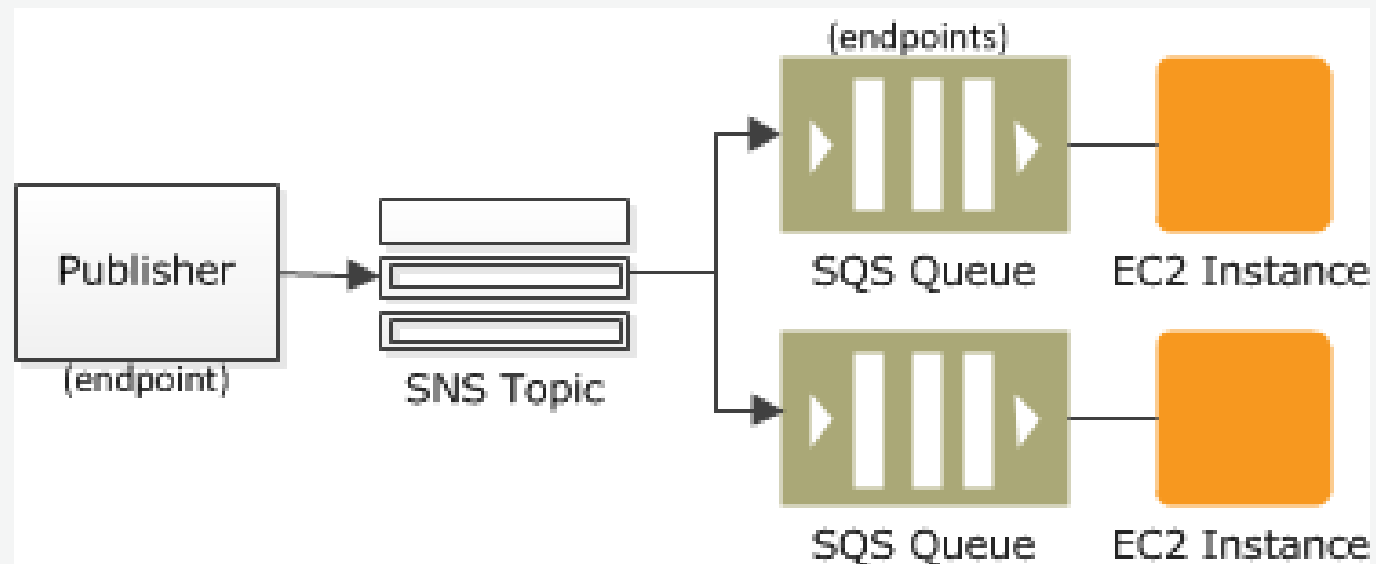 (endpoints)
Publisher
(endpoint)
SNS Topic
SQS Queue
EC2 Instance
SQS Queue
EC2 Instance